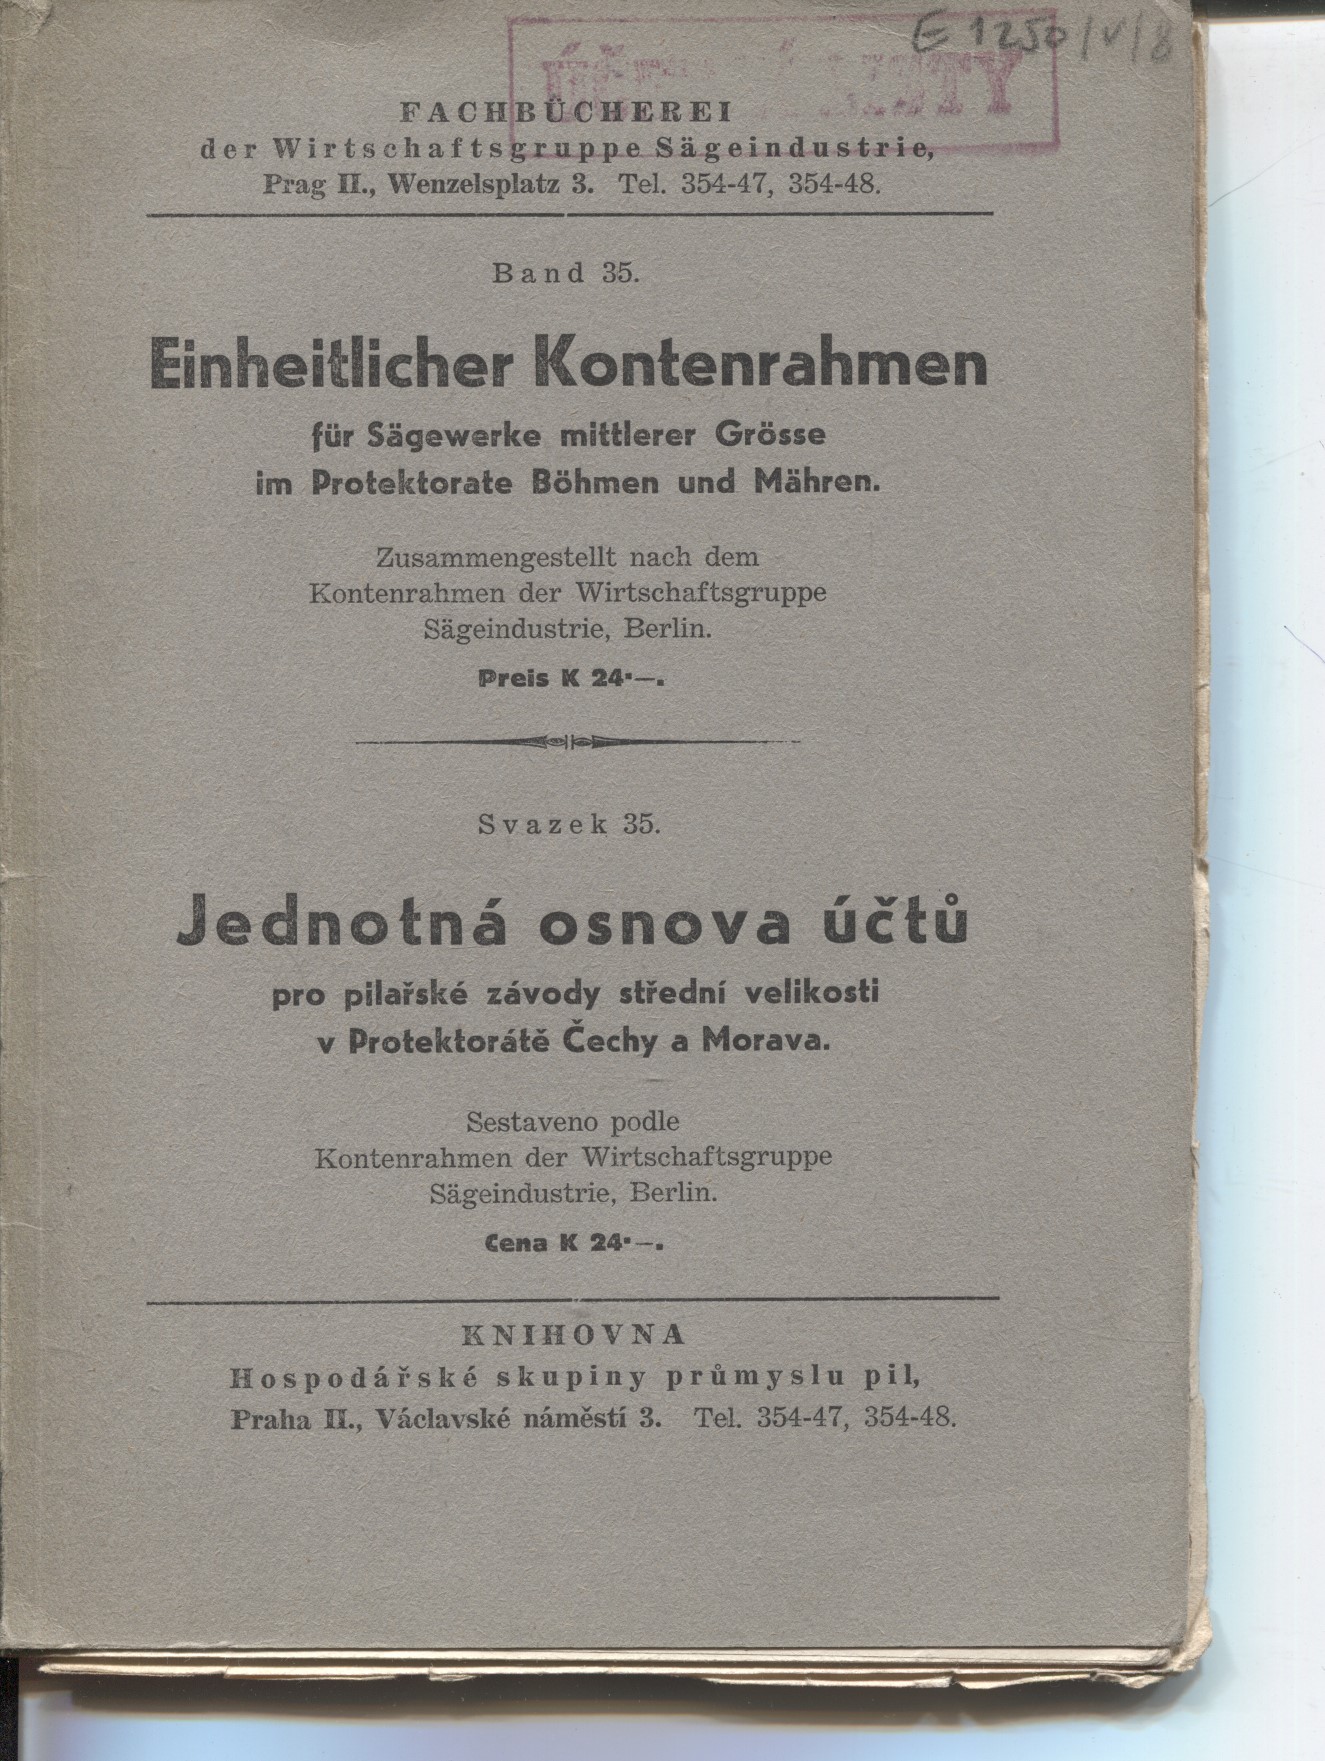 E 1250/V/8
FACHBÜCHEREI
der Wirtschaftsgruppe Sägeindustrie,
Prag II., Wenzelsplatz 3. Tel. 354-47, 354-48.
Band 35.
Einheitlicher Kontenrahmen
für Sägewerke mittlerer Grösse
im Protektorate Böhmen und Mähren.
Zusammengestellt nach dem
Kontenrahmen der Wirtschaftsgruppe
Sägeindustrie, Berlin.
Preis K 24·—.
Svazek 35.
Jednotná osnova účtů
pro pilařské závody střední velikosti
v Protektorátě Čechy a Morava.
Sestaveno podle
Kontenrahmen der Wirtschaftsgruppe
Sägeindustrie, Berlin.
Cena K 24·—.
KNIHOVNA
Hospodářské skupiny průmyslu pil,
Praha II., Václavské náměstí 3. Tel. 354-47, 354-48.